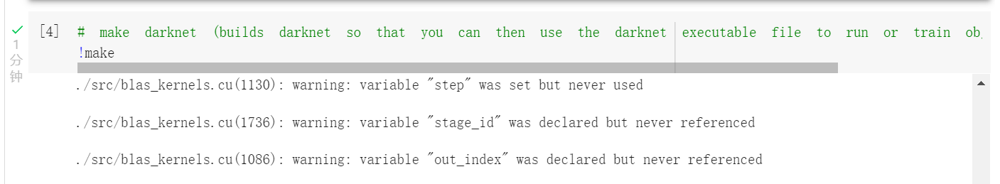 [4] # make darknet (builds darknet so that you can then use the darknet executable file to run or train ob
!make
1
分
钟
./src/blas_kernels.cu(1130): warning: variable "step" was set but never used
./src/blas_kernels.cu(1736): warning: variable "stage_id" was declared but never referenced
./src/blas_kernels.cu(1086): warning: variable "out_index" was declared but never referenced